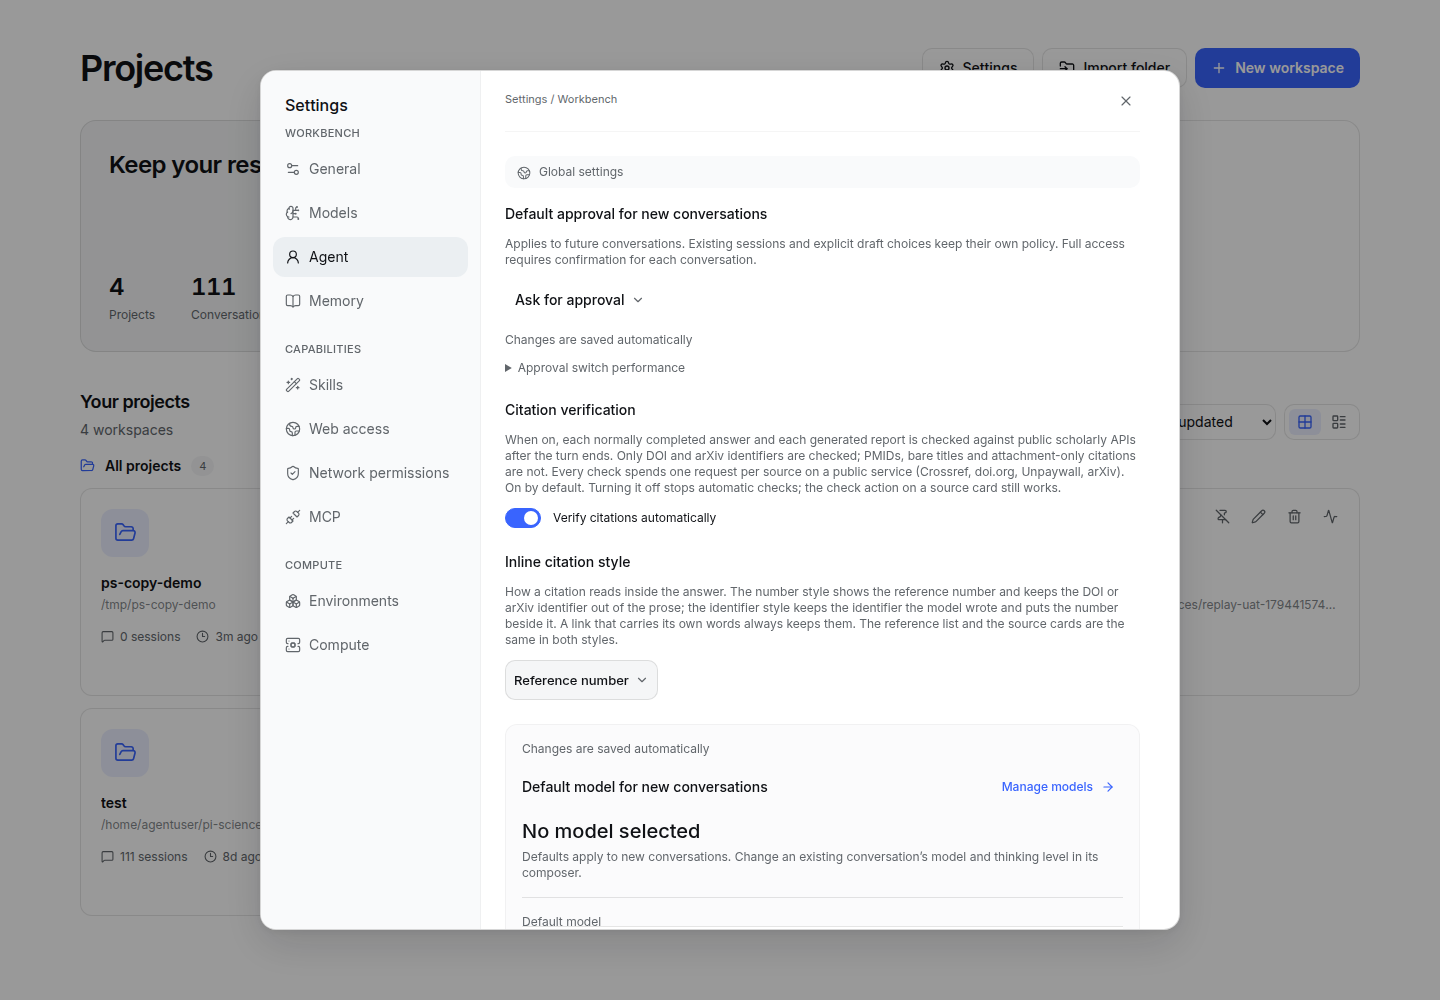 Projects
Settings
Import folder
New workspace
Keep your res
4
111
Projects
Conversatio
Your projects
4 workspaces
updated
All projects
4
ps-copy-demo
/tmp/ps-copy-demo
0 sessions
3m ago
ces/replay-uat-179441574...
test
/home/agentuser/pi-science
111 sessions
8d ago
Settings
WORKBENCH
General
Models
Agent
Memory
CAPABILITIES
Skills
Web access
Network permissions
MCP
COMPUTE
Environments
Compute
Settings / Workbench
Global settings
Default approval for new conversations
Applies to future conversations. Existing sessions and explicit draft choices keep their own policy. Full access
requires confirmation for each conversation.
Ask for approval
Changes are saved automatically
Approval switch performance
Citation verification
When on, each normally completed answer and each generated report is checked against public scholarly APIs
after the turn ends. Only DOI and arXiv identifiers are checked; PMIDs, bare titles and attachment-only citations
are not. Every check spends one request per source on a public service (Crossref, doi.org, Unpaywall, arXiv).
On by default. Turning it off stops automatic checks; the check action on a source card still works.
Verify citations automatically
Inline citation style
How a citation reads inside the answer. The number style shows the reference number and keeps the DOI or
arXiv identifier out of the prose; the identifier style keeps the identifier the model wrote and puts the number
beside it. A link that carries its own words always keeps them. The reference list and the source cards are the
same in both styles.
Reference number
Changes are saved automatically
Default model for new conversations
Manage models
No model selected
Defaults apply to new conversations. Change an existing conversation’s model and thinking level in its
composer.
Default model